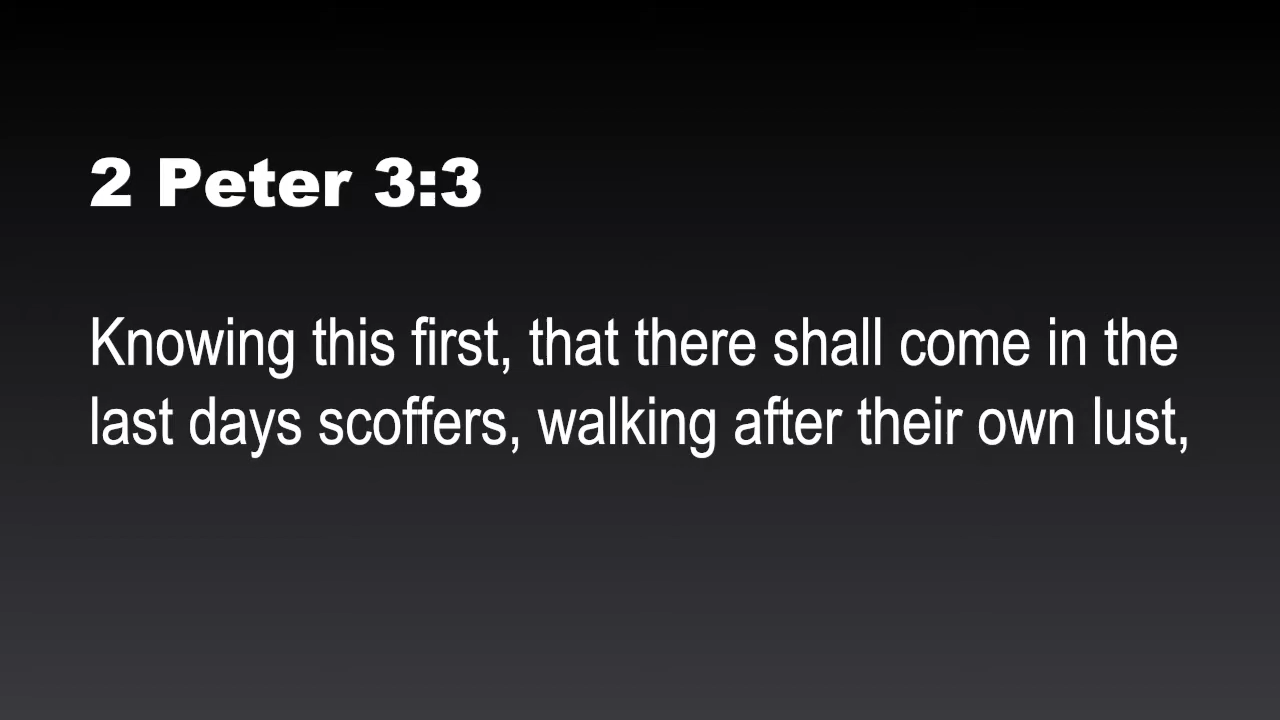 2 Peter 3:3
Knowing this first, that there shall come in the
last days scoffers, walking after their own lust,